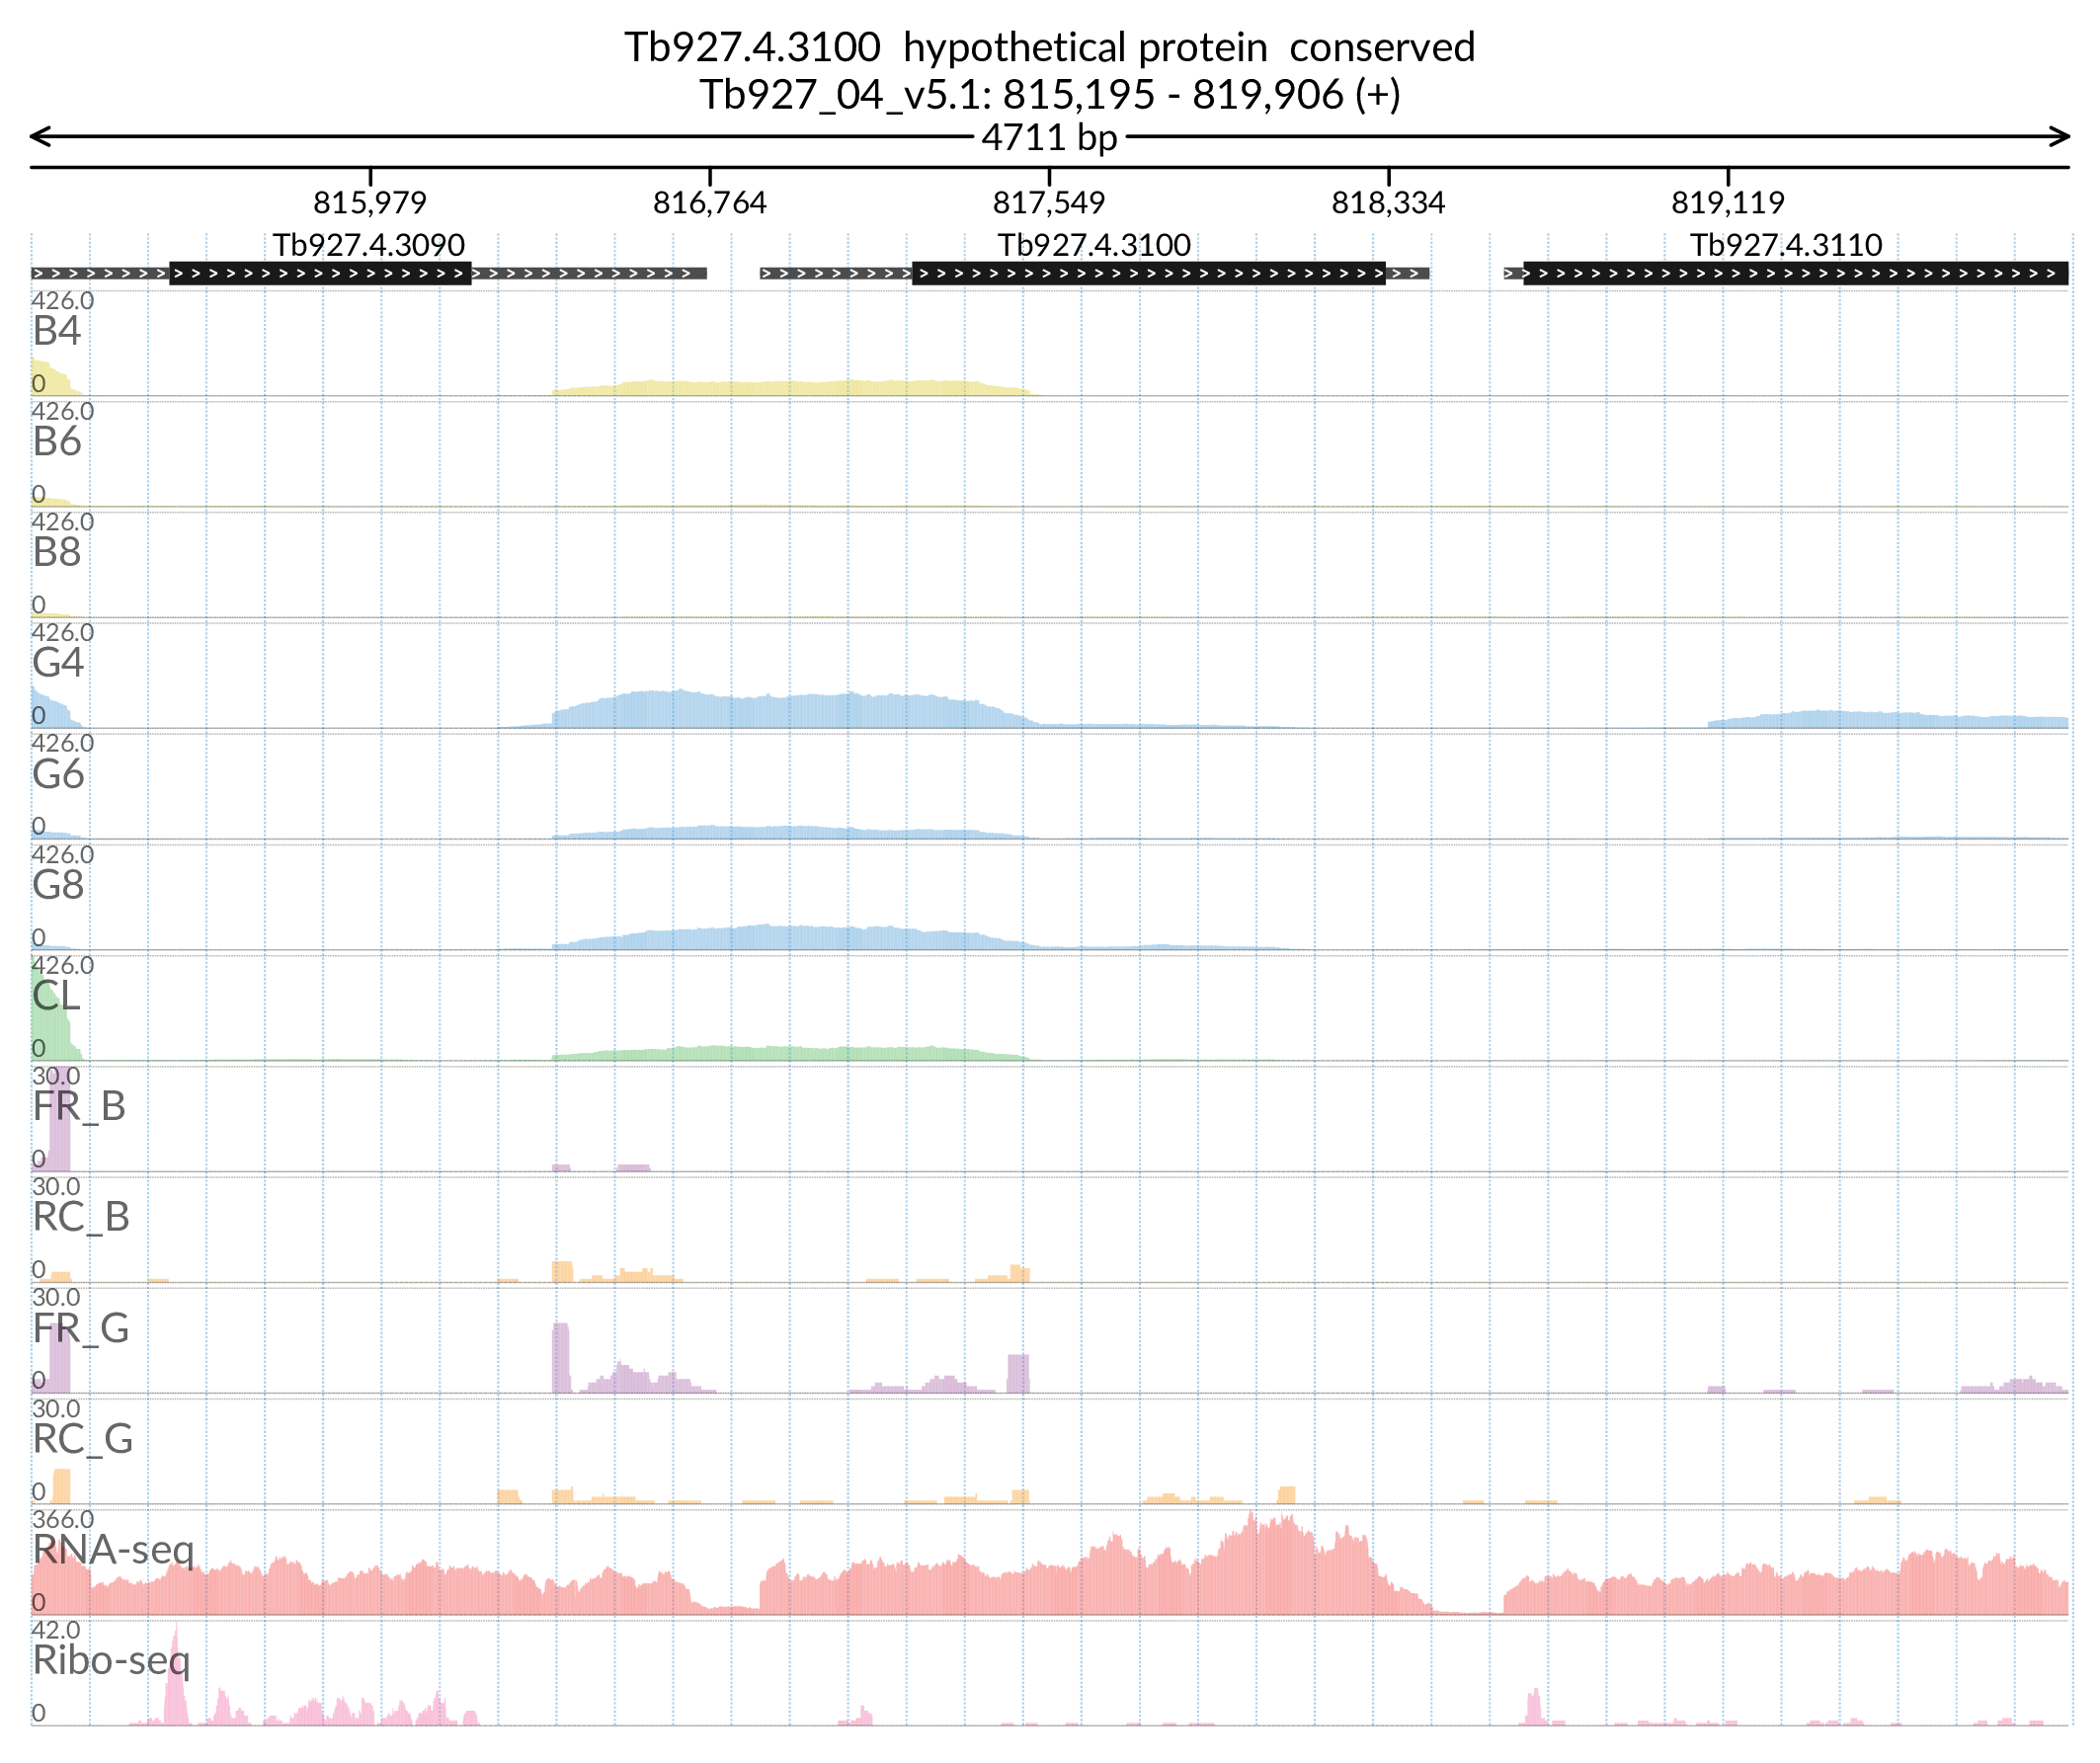 Tb927.4.3100  hypothetical protein  conserved
Tb927_04_v5.1: 815,195 - 819,906 (+)
4711 bp
815,979 816,764 817,549 818,334 819,119
Tb927.4.3090 Tb927.4.3100 Tb927.4.3110
426.0
B4
0
426.0
B6
0
426.0
B8
0
426.0
G4
0
426.0
G6
0
426.0
G8
0
426.0
CL
0
30.0
FR_B
0
30.0
RC_B
0
30.0
FR_G
0
30.0
RC_G
0
366.0
RNA-seq
0
42.0
Ribo-seq
0